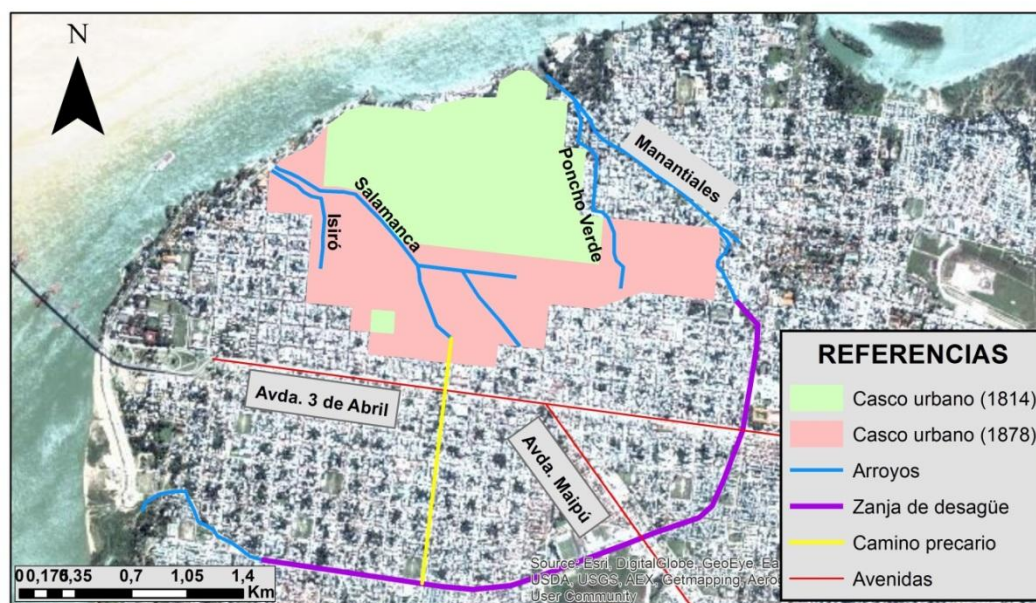 N
Manantiales
Poncho Verde
Salamanca
Isiró
Avda. 3 de Abril
Avda. Maipú
REFERENCIAS
Casco urbano (1814)
Casco urbano (1878)
Arroyos
Zanja de desagüe
Camino precario
Avenidas
0 0,175 0,35 0,7 1,05 1,4
Km
Source: Esri, DigitalGlobe, GeoEye, Ea
USDA, USGS, AEX, Getmapping, Aero
User Community